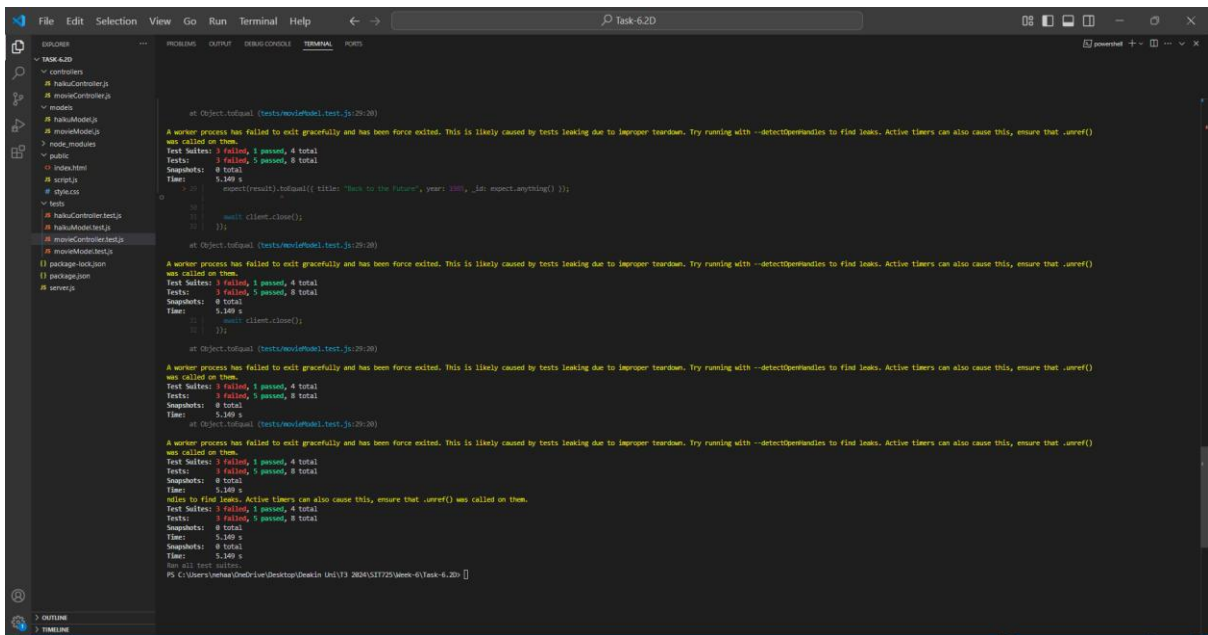 File Edit Selection View Go Run Terminal Help
Task-6.2D
EXPLORER
PROBLEMS OUTPUT DEBUG CONSOLE TERMINAL PORTS
powershell
TASK-6.2D
controllers
haikuController.js
movieController.js
models
haikuModel.js
movieModel.js
node_modules
public
index.html
script.js
style.css
tests
haikuController.test.js
haikuModel.test.js
movieController.test.js
movieModel.test.js
package-lock.json
package.json
server.js
OUTLINE
TIMELINE
at Object.toEqual (tests/movieModel.test.js:29:20)
A worker process has failed to exit gracefully and has been force exited. This is likely caused by tests leaking due to improper teardown. Try running with --detectOpenHandles to find leaks. Active timers can also cause this, ensure that .unref()
was called on them.
Test Suites: 3 failed, 1 passed, 4 total
Tests: 3 failed, 5 passed, 8 total
Snapshots: 0 total
Time: 5.149 s
> 29 | expect(result).toEqual({ title: "Back to the Future", year: 1985, _id: expect.anything() });
| ^
30 |
31 | await client.close();
32 | });
at Object.toEqual (tests/movieModel.test.js:29:20)
A worker process has failed to exit gracefully and has been force exited. This is likely caused by tests leaking due to improper teardown. Try running with --detectOpenHandles to find leaks. Active timers can also cause this, ensure that .unref()
was called on them.
Test Suites: 3 failed, 1 passed, 4 total
Tests: 3 failed, 5 passed, 8 total
Snapshots: 0 total
Time: 5.149 s
31 | await client.close();
32 | });
at Object.toEqual (tests/movieModel.test.js:29:20)
A worker process has failed to exit gracefully and has been force exited. This is likely caused by tests leaking due to improper teardown. Try running with --detectOpenHandles to find leaks. Active timers can also cause this, ensure that .unref()
was called on them.
Test Suites: 3 failed, 1 passed, 4 total
Tests: 3 failed, 5 passed, 8 total
Snapshots: 0 total
Time: 5.149 s
at Object.toEqual (tests/movieModel.test.js:29:20)
A worker process has failed to exit gracefully and has been force exited. This is likely caused by tests leaking due to improper teardown. Try running with --detectOpenHandles to find leaks. Active timers can also cause this, ensure that .unref()
was called on them.
Test Suites: 3 failed, 1 passed, 4 total
Tests: 3 failed, 5 passed, 8 total
Snapshots: 0 total
Time: 5.149 s
ndles to find leaks. Active timers can also cause this, ensure that .unref() was called on them.
Test Suites: 3 failed, 1 passed, 4 total
Tests: 3 failed, 5 passed, 8 total
Snapshots: 0 total
Time: 5.149 s
Snapshots: 0 total
Time: 5.149 s
Ran all test suites.
PS C:\Users\nehaa\OneDrive\Desktop\Deakin Uni\T3 2024\SIT725\Week-6\Task-6.2D>